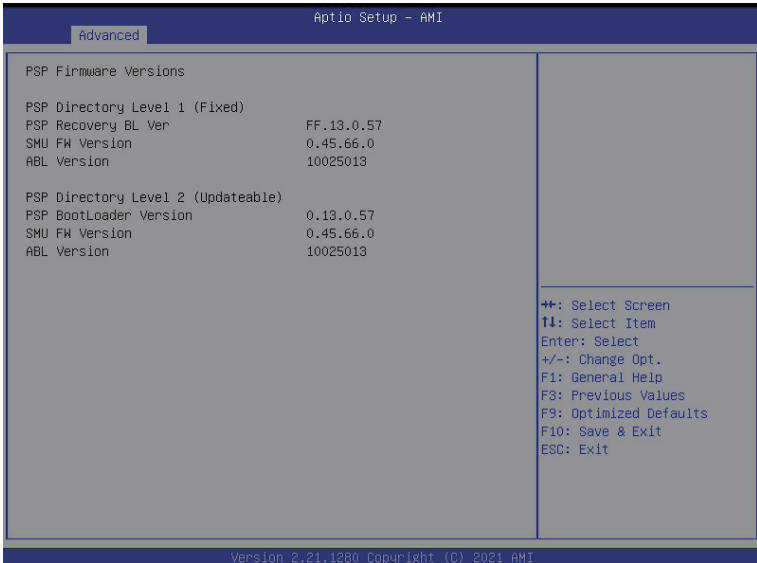 Aptio Setup – AMI
Advanced
PSP Firmware Versions
PSP Directory Level 1 (Fixed)
PSP Recovery BL Ver FF.13.0.57
SMU FW Version 0.45.66.0
ABL Version 10025013
PSP Directory Level 2 (Updateable)
PSP BootLoader Version 0.13.0.57
SMU FW Version 0.45.66.0
ABL Version 10025013
→←: Select Screen
↑↓: Select Item
Enter: Select
+/-: Change Opt.
F1: General Help
F3: Previous Values
F9: Optimized Defaults
F10: Save & Exit
ESC: Exit
Version 2.21.1280 Copyright (C) 2021 AMI